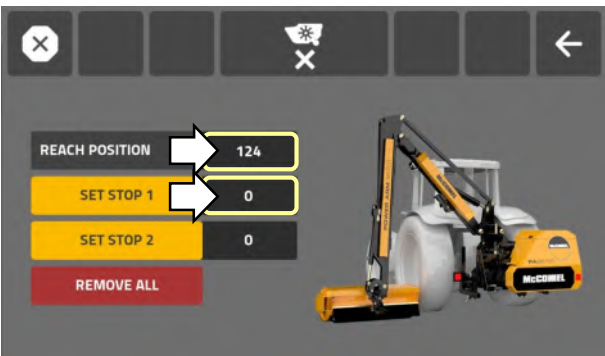 REACH POSITION 124
SET STOP 1 0
SET STOP 2 0
REMOVE ALL
McCONNEL